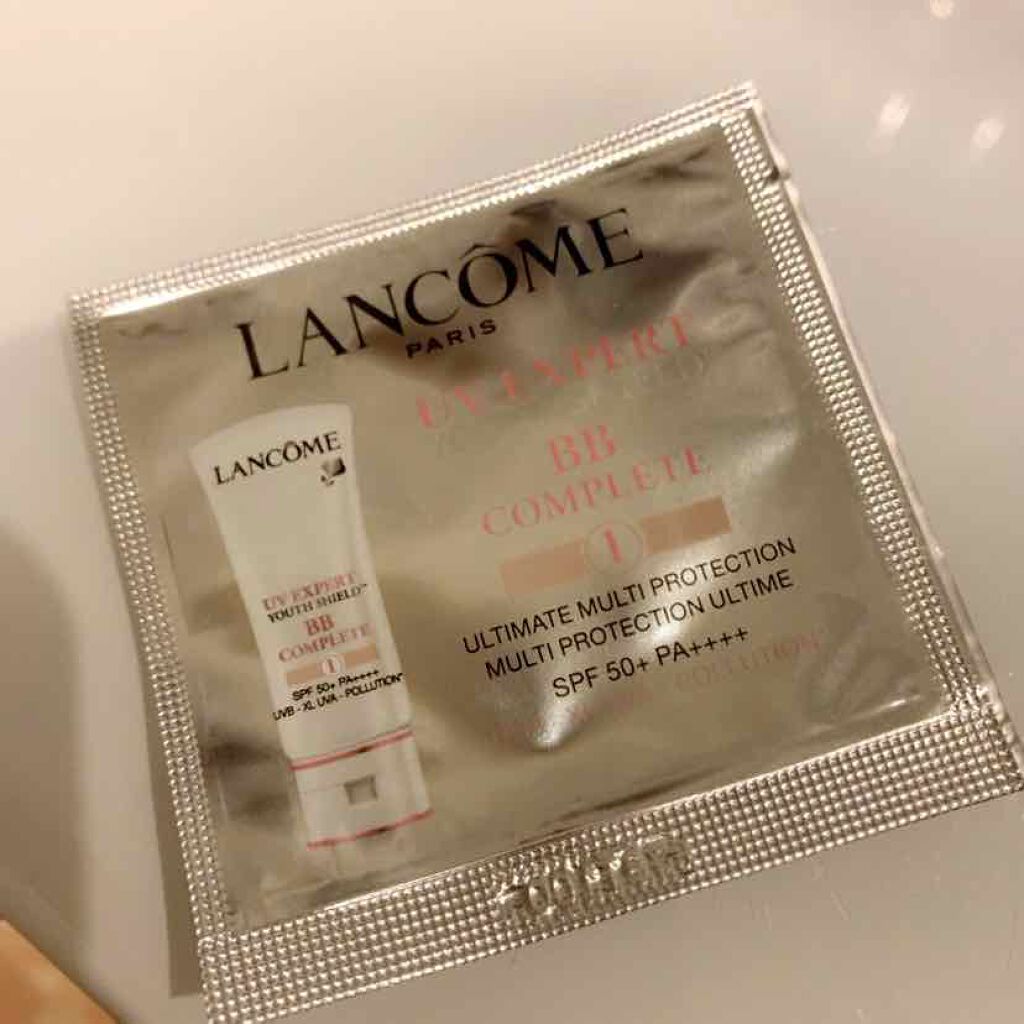 LANCÔME
PARIS
UV EXPERT
BB
COMPLETE
1
ULTIMATE MULTI PROTECTION
MULTI PROTECTION ULTIME
SPF 50+ PA++++
POLLUTION
LANCÔME
UV EXPERT
YOUTH SHIELD™
BB
COMPLETE
1
SPF 50+ PA++++
UVB - XL UVA - POLLUTION